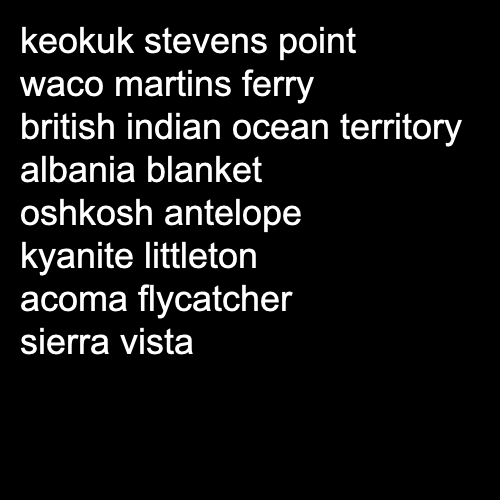 keokuk stevens point
waco martins ferry
british indian ocean territory
albania blanket
oshkosh antelope
kyanite littleton
acoma flycatcher
sierra vista